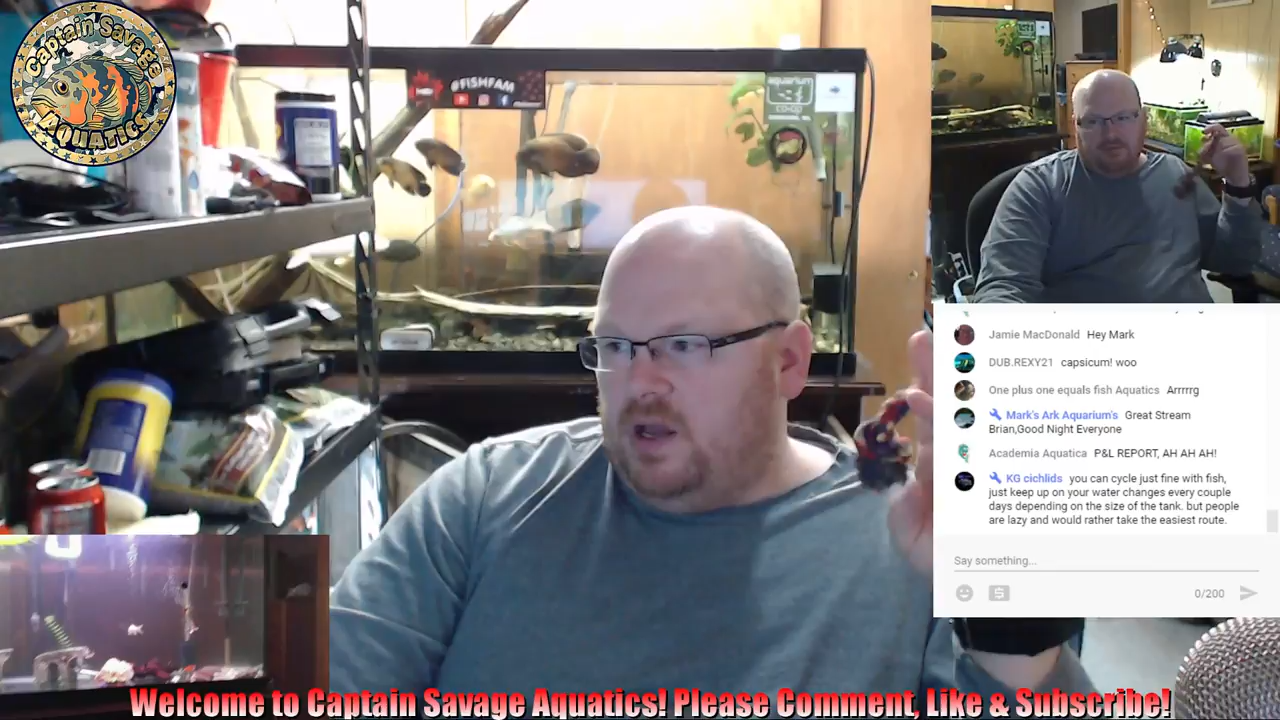 Captain Savage
AQUATICS
#FISHFAM
aquarium
CO-OP
Jamie MacDonald Hey Mark
DUB.REXY21 capsicum! woo
One plus one equals fish Aquatics Arrrrrg
Mark's Ark Aquarium's Great Stream
Brian,Good Night Everyone
Academia Aquatica P&L REPORT, AH AH AH!
KG cichlids you can cycle just fine with fish,
just keep up on your water changes every couple
days depending on the size of the tank. but people
are lazy and would rather take the easiest route.
Say something...
0/200
Welcome to Captain Savage Aquatics! Please Comment, Like & Subscribe!